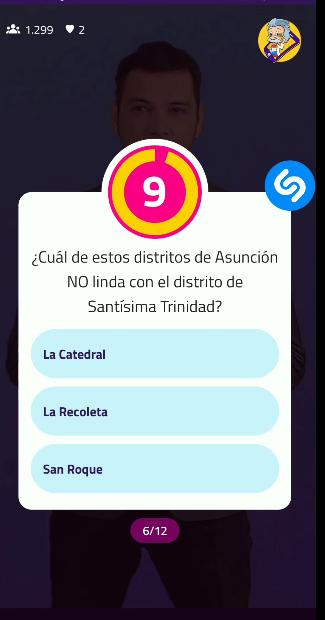 1.299 2
9
¿Cuál de estos distritos de Asunción
NO linda con el distrito de
Santísima Trinidad?
La Catedral
La Recoleta
San Roque
6/12